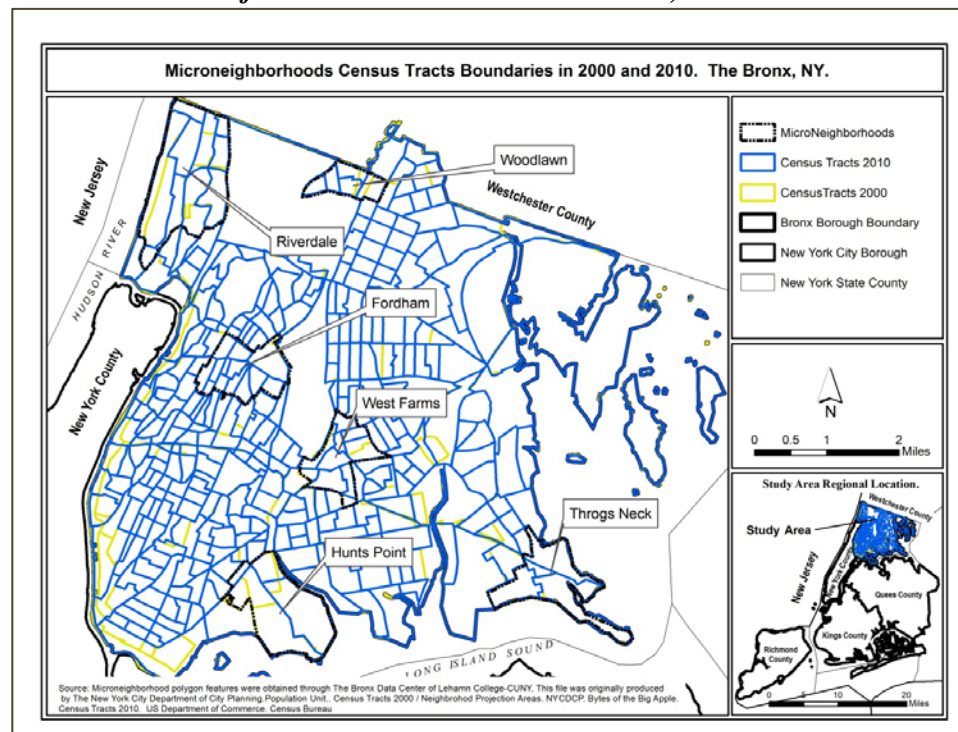 Microneighborhoods Census Tracts Boundaries in 2000 and 2010. The Bronx, NY.
New Jersey
HUDSON RIVER
New York County
Woodlawn
Westchester County
Riverdale
Fordham
West Farms
Throgs Neck
Hunts Point
LONG ISLAND SOUND
Source: Microneighborhood polygon features were obtained through The Bronx Data Center of Lehamn College-CUNY. This file was originally produced
by The New York City Department of City Planning.Population Unit.. Census Tracts 2000 / Neighbrohod Projection Areas. NYCDCP. Bytes of the Big Apple.
Census Tracts 2010. US Department of Commerce. Census Bureau
MicroNeighborhoods
Census Tracts 2010
CensusTracts 2000
Bronx Borough Boundary
New York City Borough
New York State County
N
0 0.5 1 2
Miles
Study Area Regional Location.
Westchester County
Study Area
New Jersey
New York County
Quees County
Kings County
Richmond
County
0 10 20
Miles